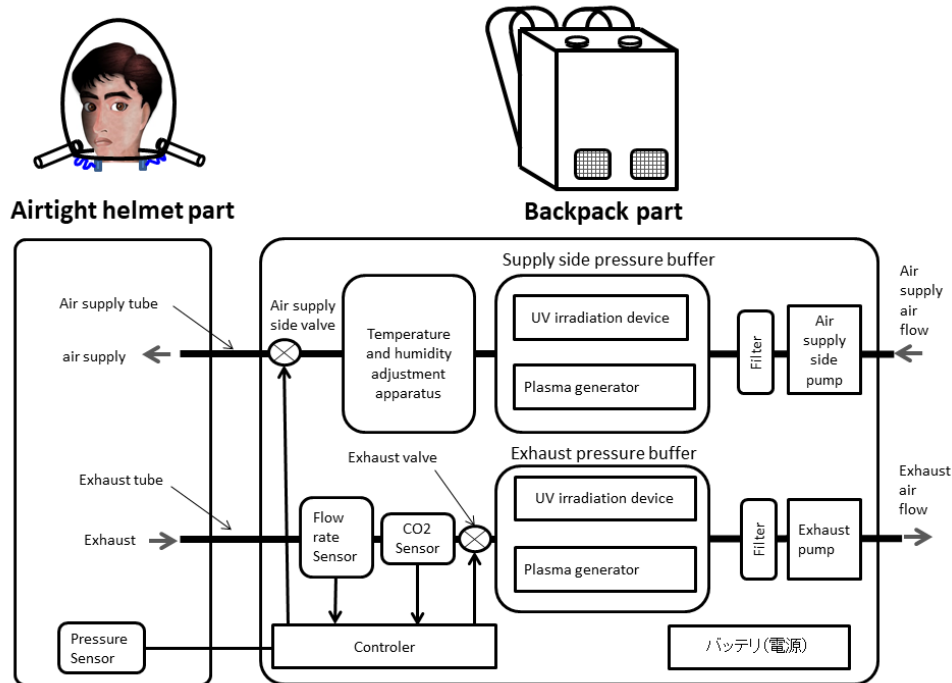 Airtight helmet part
Backpack part
Supply side pressure buffer
Air
supply
air
flow
Air supply tube
Air supply
side valve
Temperature
and humidity
adjustment
apparatus
UV irradiation device
Plasma generator
Filter
Air
supply
side
pump
air supply
Exhaust valve
Exhaust pressure buffer
Exhaust
air
flow
Exhaust tube
Flow
rate
Sensor
CO2
Sensor
UV irradiation device
Plasma generator
Filter
Exhaust
pump
Exhaust
Pressure
Sensor
Controler
バッテリ(電源)